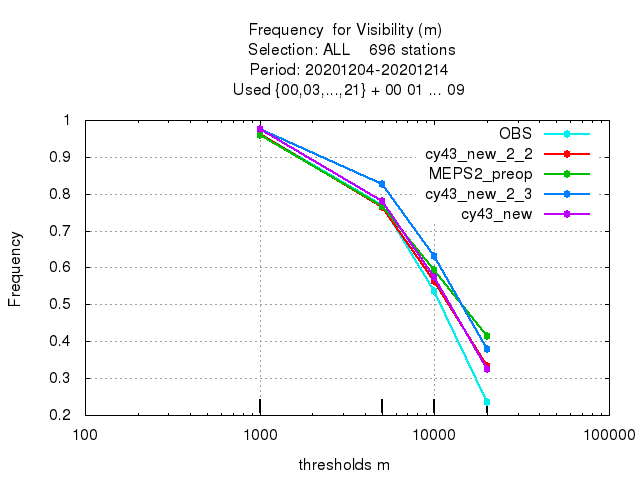 Frequency  for Visibility (m)
Selection: ALL    696 stations
Period: 20201204-20201214
Used {00,03,...,21} + 00 01 ... 09
1
0.9
0.8
0.7
0.6
0.5
0.4
0.3
0.2
Frequency
OBS
cy43_new_2_2
MEPS2_preop
cy43_new_2_3
cy43_new
100
1000
10000
100000
thresholds m